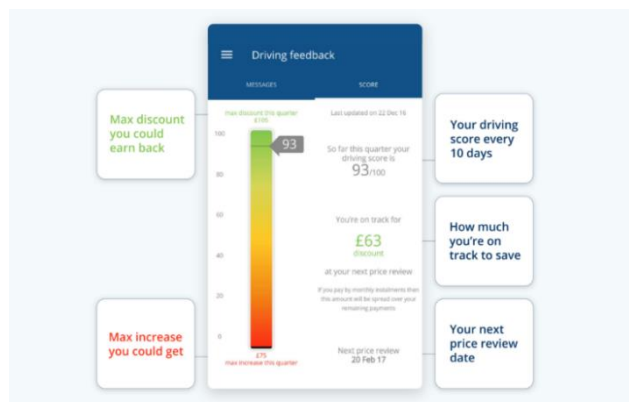 Driving feedback
MESSAGES
SCORE
max discount this quarter
£105
Last updated on 22 Dec 16
Max discount
you could
earn back
100
93
80
60
40
20
0
So far this quarter your
driving score is
93/100
Your driving
score every
10 days
You're on track for
£63
discount
at your next price review
How much
you're on
track to save
If you pay by monthly installments then
this amount will be spread over your
remaining payments
Max increase
you could get
£75
max increase this quarter
Next price review
20 Feb 17
Your next
price review
date